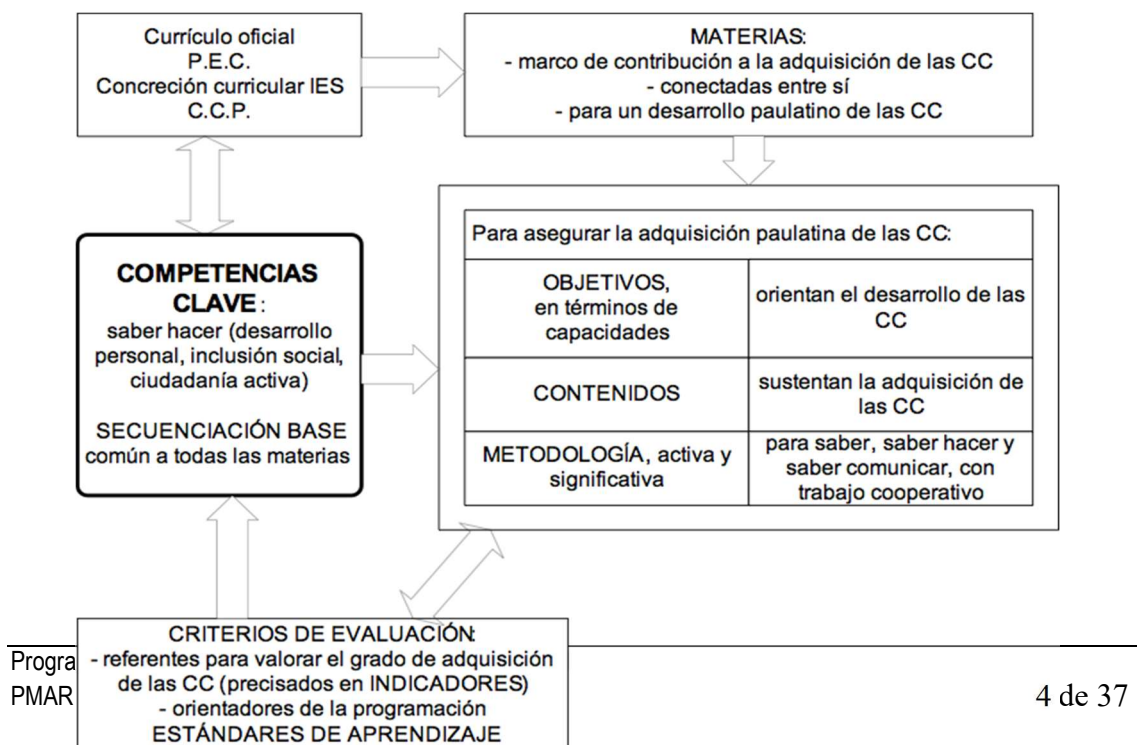 Currículo oficial
P.E.C.
Concreción curricular IES
C.C.P.
MATERIAS:
- marco de contribución a la adquisición de las CC
- conectadas entre sí
- para un desarrollo paulatino de las CC
COMPETENCIAS
CLAVE:
saber hacer (desarrollo
personal, inclusión social,
ciudadanía activa)
SECUENCIACIÓN BASE
común a todas las materias
Para asegurar la adquisición paulatina de las CC:
OBJETIVOS,
en términos de
capacidades
orientan el desarrollo de las
CC
CONTENIDOS
sustentan la adquisición de
las CC
METODOLOGÍA, activa y
significativa
para saber, saber hacer y
saber comunicar, con
trabajo cooperativo
CRITERIOS DE EVALUACIÓN:
- referentes para valorar el grado de adquisición
de las CC (precisados en INDICADORES)
- orientadores de la programación
ESTÁNDARES DE APRENDIZAJE
Progra
PMAR
4 de 37